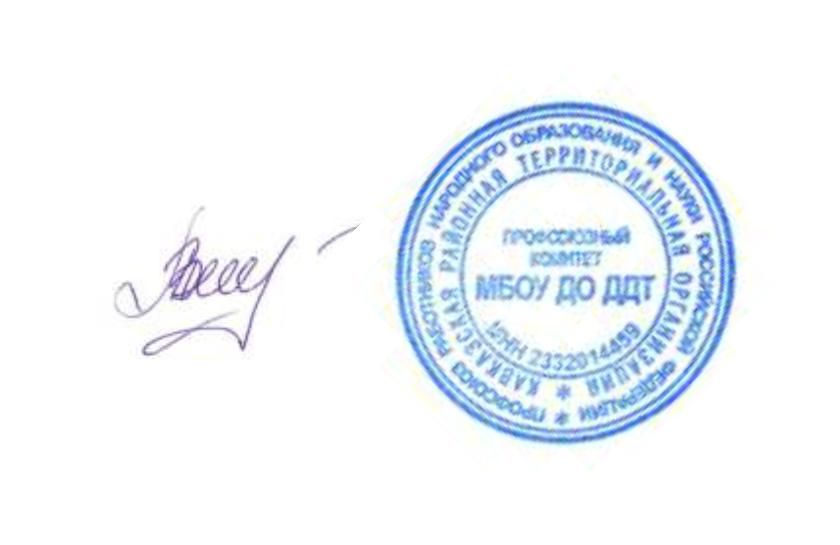 ПРОФСОЮЗ РАБОТНИКОВ НАРОДНОГО ОБРАЗОВАНИЯ И НАУКИ РОССИЙСКОЙ ФЕДЕРАЦИИ *
КАВКАЗСКАЯ РАЙОННАЯ ТЕРРИТОРИАЛЬНАЯ ОРГАНИЗАЦИЯ *
ПРОФСОЮЗНЫЙ
КОМИТЕТ
МБОУ ДО ДДТ
ИНН 2332014459